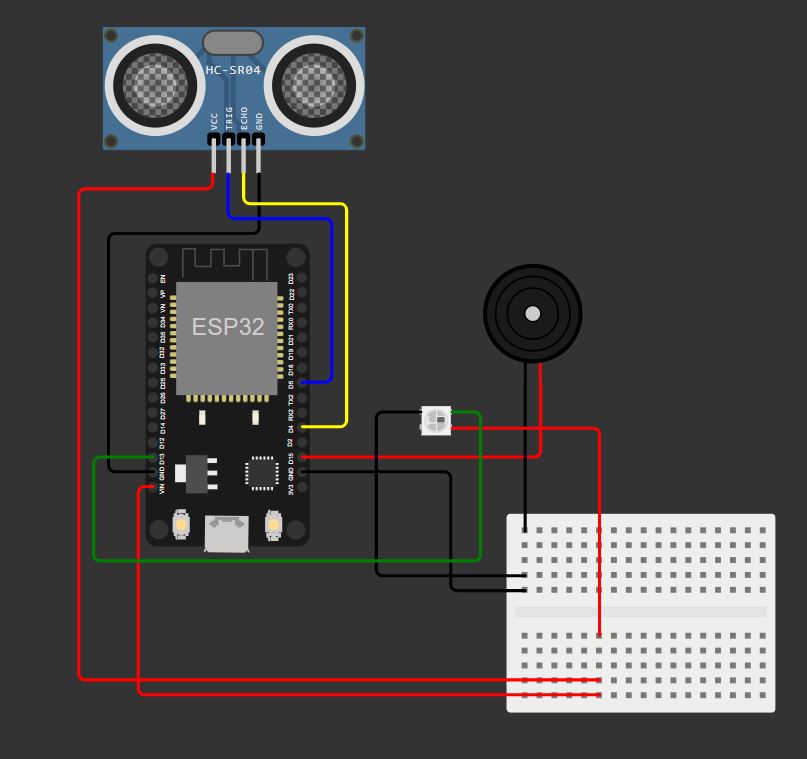 HC-SR04
VCC
TRIG
ECHO
GND
ESP32
EN
VP
VN
D34
D35
D32
D33
D25
D26
D27
D14
D12
D13
GND
VIN
D23
D22
TX0
RX0
D21
D19
D18
D5
TX2
RX2
D4
D2
D15
GND
3V3